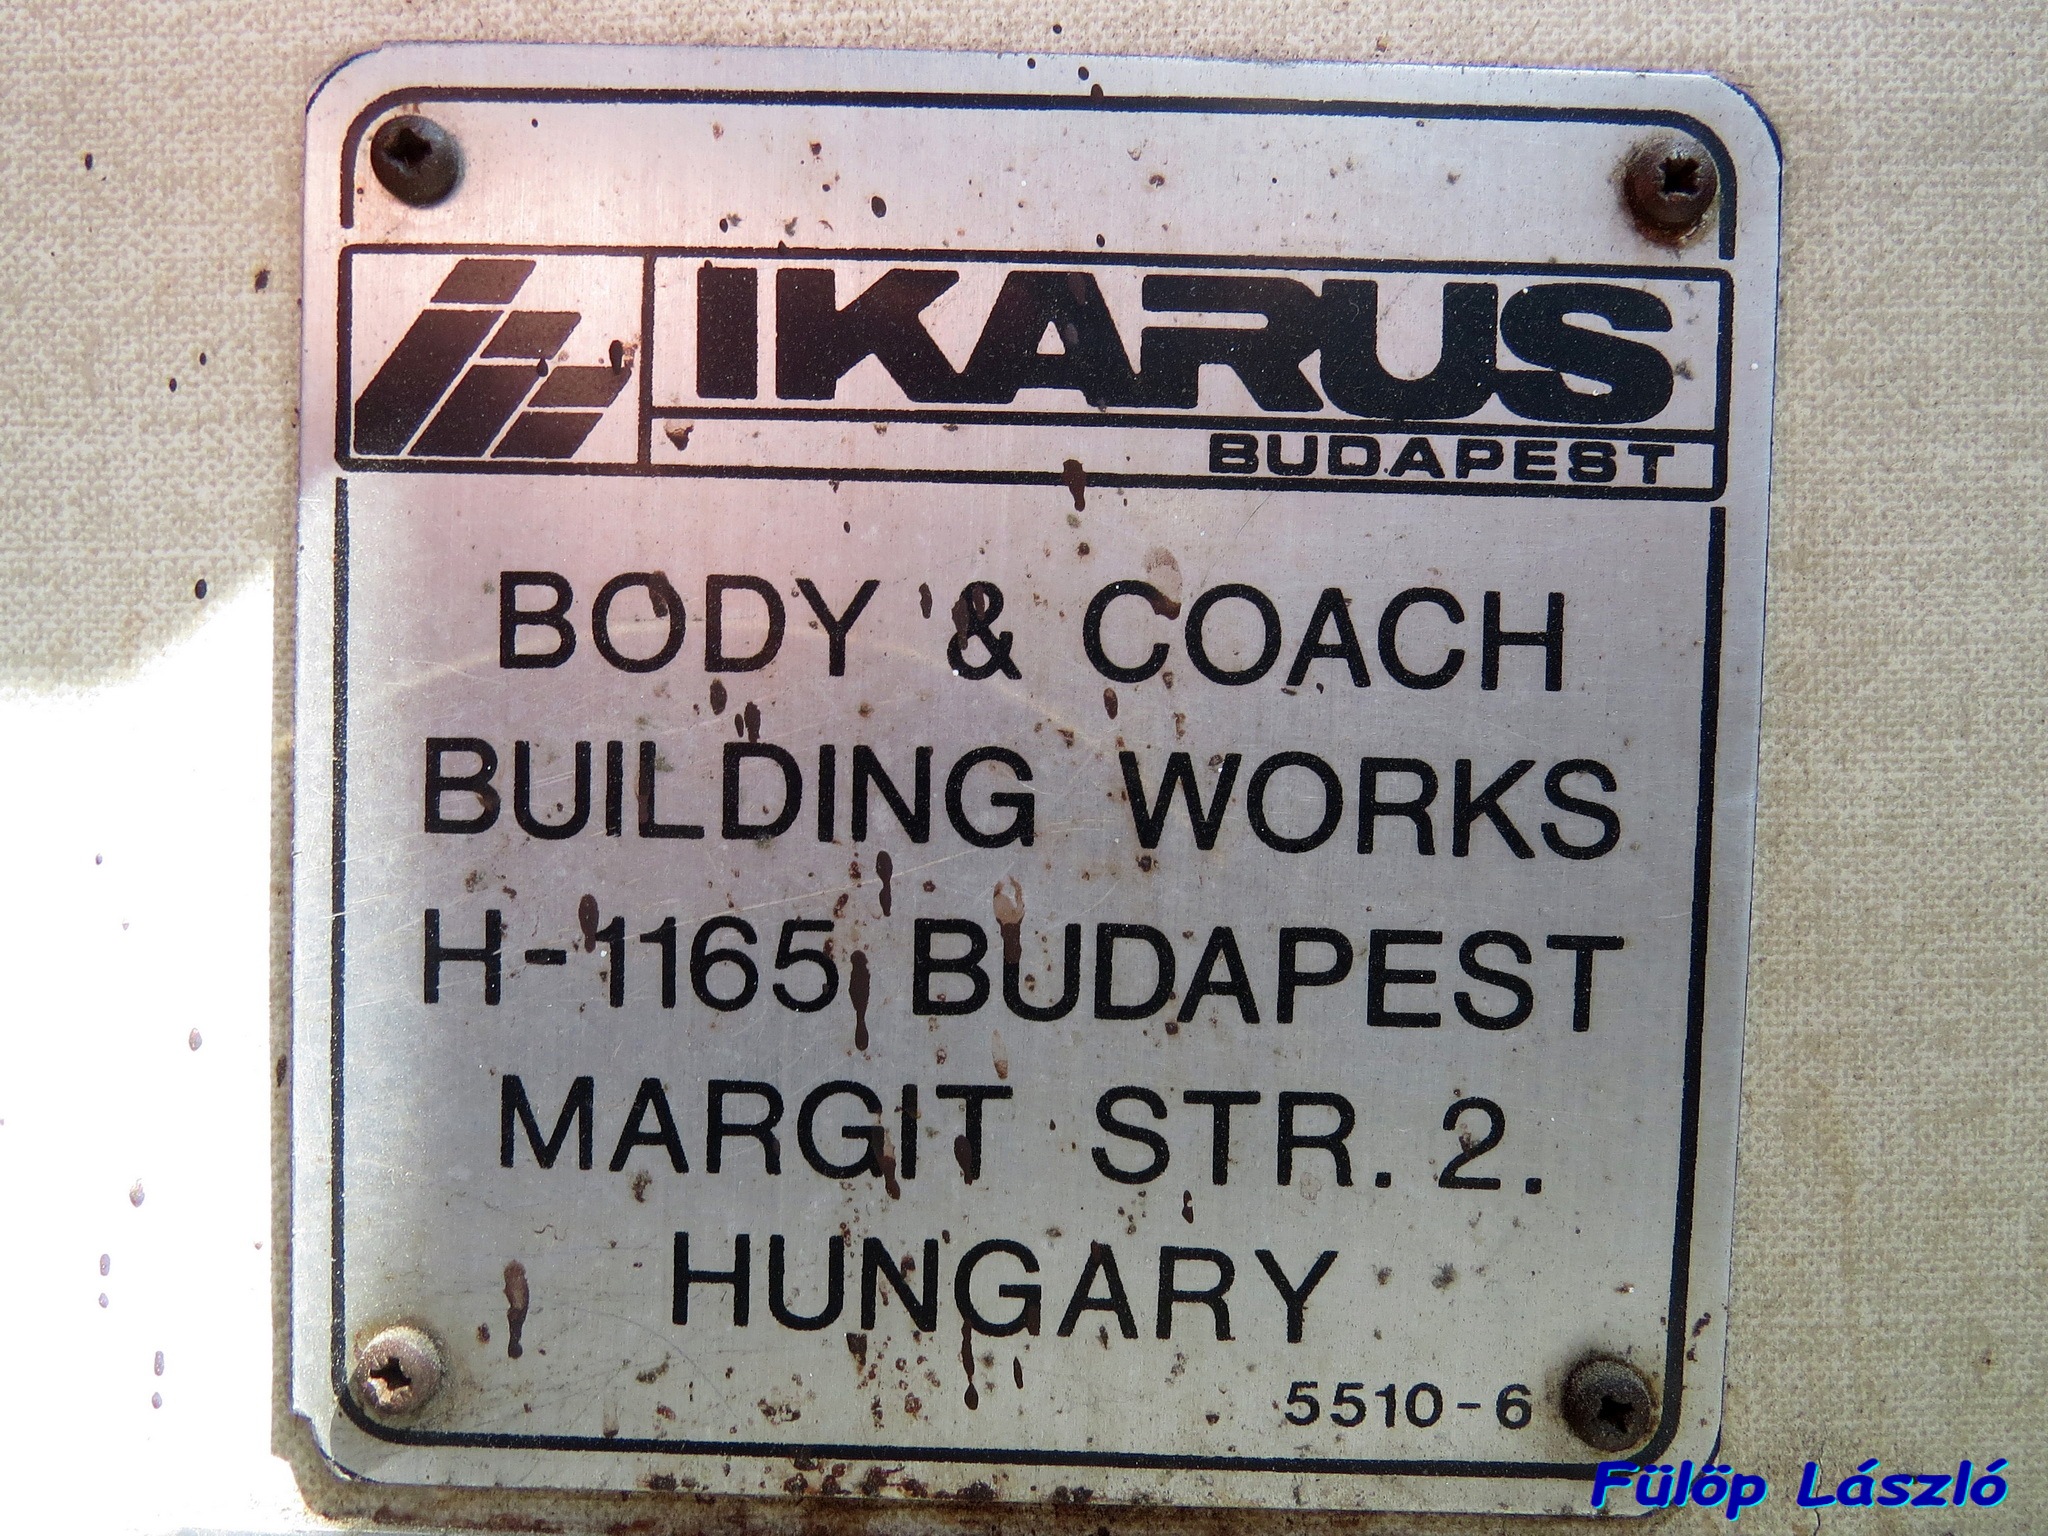 IKARUS
BUDAPEST
BODY & COACH
BUILDING WORKS
H-1165 BUDAPEST
MARGIT STR. 2.
HUNGARY
5510-6
Fülöp László